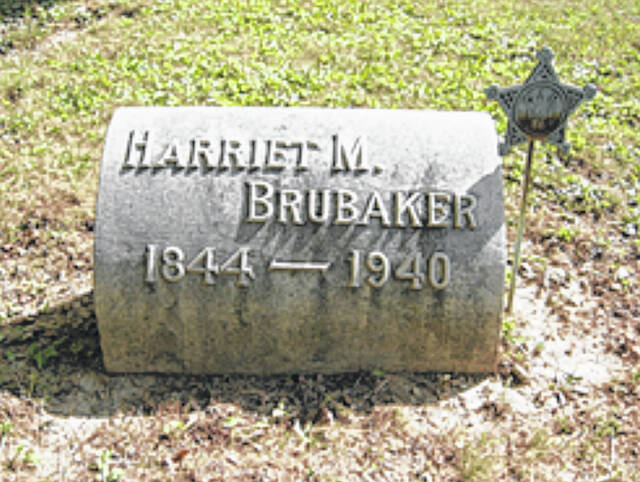 HARRIET M.
BRUBAKER
1844 — 1940